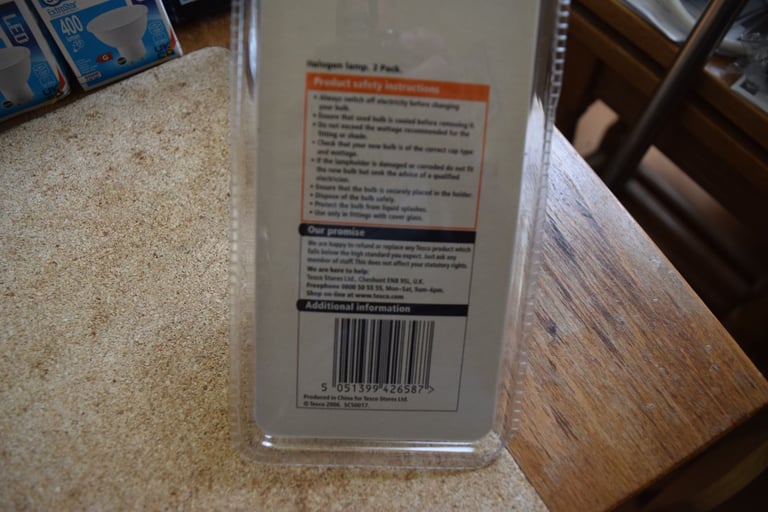 LED
ExtraStar
400
LED
Halogen lamp. 2 Pack.
Product safety instructions
• Always switch off electricity before changing
your bulb.
• Ensure that used bulb is cooled before removing it
• Do not exceed the wattage recommended for the
fitting or shade.
• Check that your new bulb is of the correct cap type
and wattage.
• If the lampholder is damaged or corroded do not fit
the new bulb but seek the advice of a qualified
electrician.
• Ensure that the bulb is securely placed in the holder.
• Dispose of the bulb safely.
• Protect the bulb from liquid splashes.
• Use only in fittings with cover glass.
Our promise
We are happy to refund or replace any Tesco product which
falls below the high standard you expect. Just ask any
member of staff. This does not affect your statutory rights.
We are here to help:
Tesco Stores Ltd., Cheshunt EN8 9SL, U.K.
Freephone 0800 50 55 55, Mon-Sat, 9am-6pm.
Shop on-line at www.tesco.com
Additional information
5 051399 426587 >
Produced in China for Tesco Stores Ltd.
© Tesco 2006. SC50017.